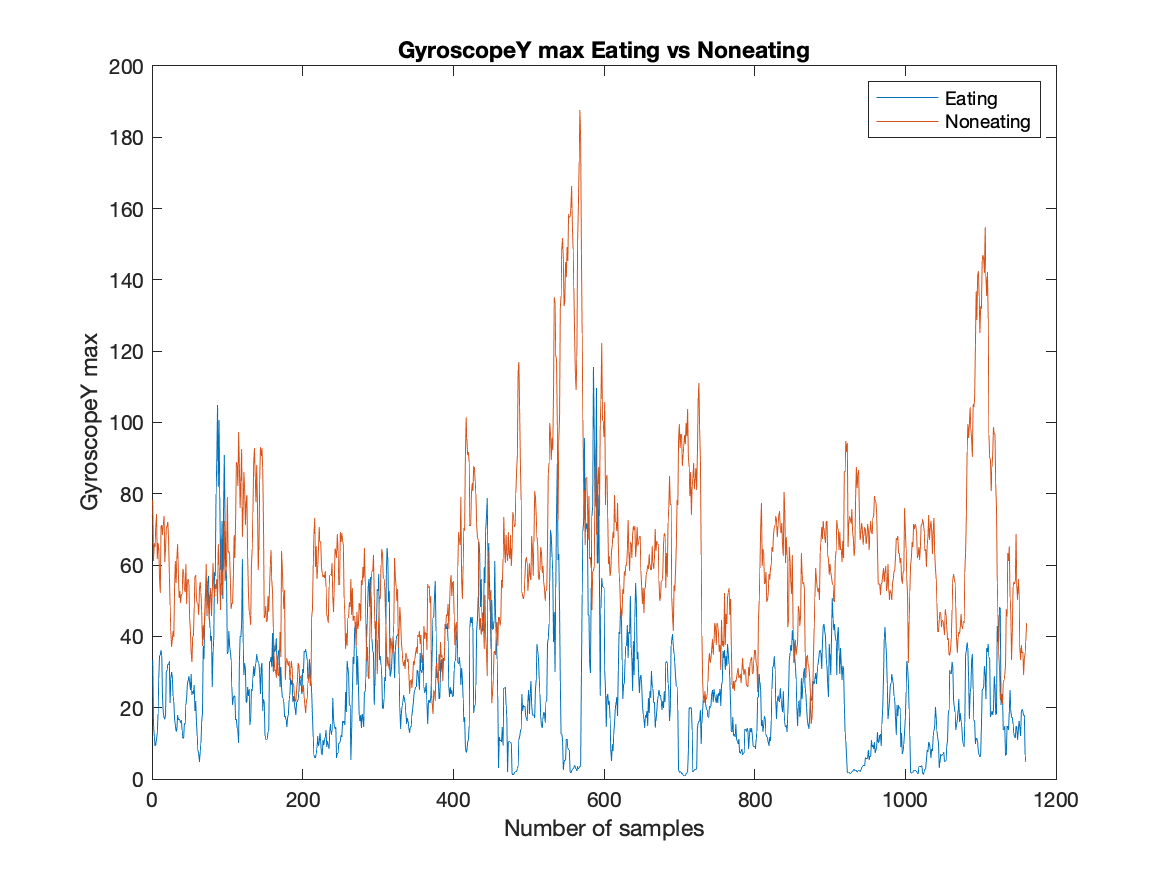 GyroscopeY max Eating vs Noneating
Eating
Noneating
GyroscopeY max
200
180
160
140
120
100
80
60
40
20
0
0 200 400 600 800 1000 1200
Number of samples